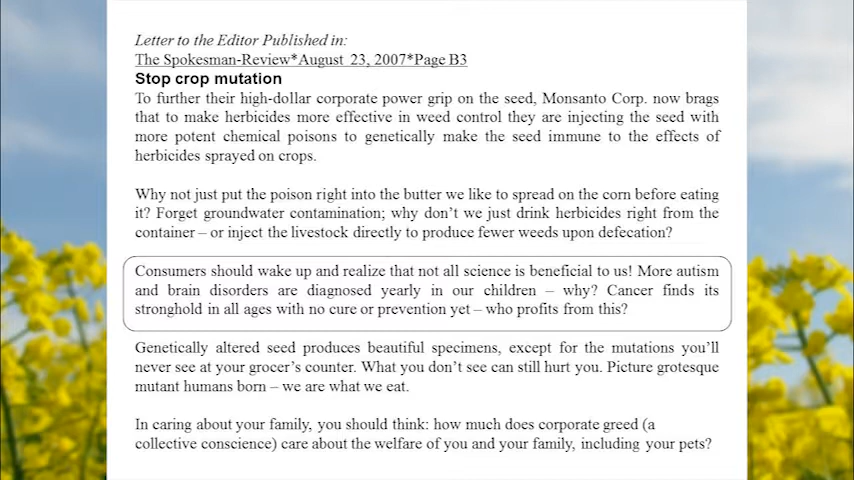 Letter to the Editor Published in:
The Spokesman-Review*August 23, 2007*Page B3
Stop crop mutation
To further their high-dollar corporate power grip on the seed, Monsanto Corp. now brags
that to make herbicides more effective in weed control they are injecting the seed with
more potent chemical poisons to genetically make the seed immune to the effects of
herbicides sprayed on crops.
Why not just put the poison right into the butter we like to spread on the corn before eating
it? Forget groundwater contamination; why don't we just drink herbicides right from the
container – or inject the livestock directly to produce fewer weeds upon defecation?
Consumers should wake up and realize that not all science is beneficial to us! More autism
and brain disorders are diagnosed yearly in our children – why? Cancer finds its
stronghold in all ages with no cure or prevention yet – who profits from this?
Genetically altered seed produces beautiful specimens, except for the mutations you'll
never see at your grocer's counter. What you don't see can still hurt you. Picture grotesque
mutant humans born – we are what we eat.
In caring about your family, you should think: how much does corporate greed (a
collective conscience) care about the welfare of you and your family, including your pets?